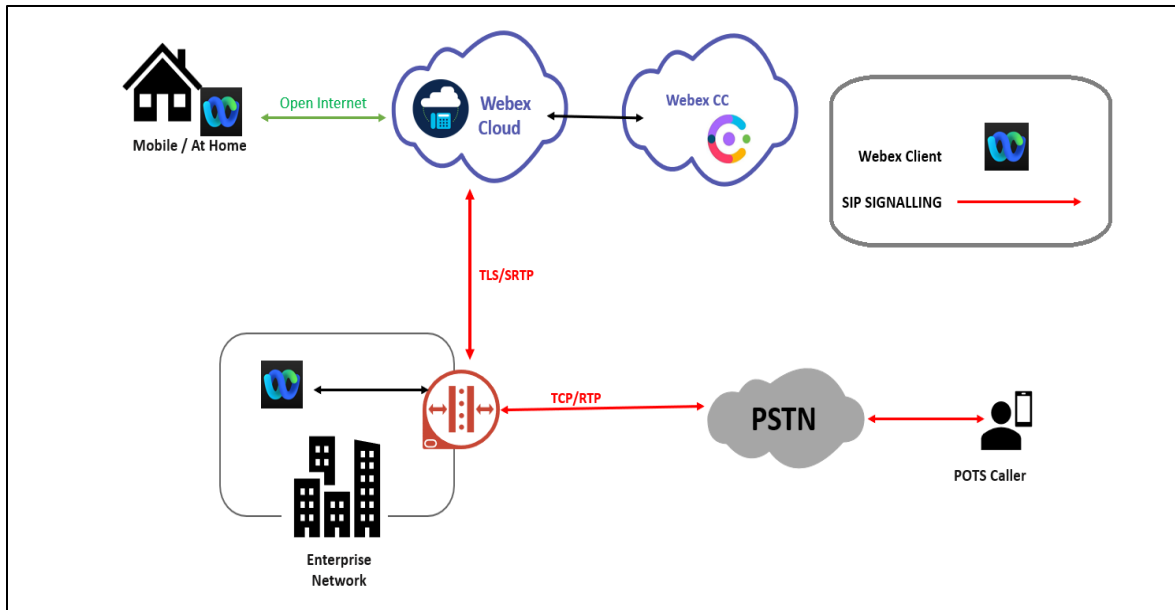 Open Internet
Mobile / At Home
Webex
Cloud
Webex CC
Webex Client
SIP SIGNALLING
TLS/SRTP
TCP/RTP
PSTN
POTS Caller
Enterprise
Network